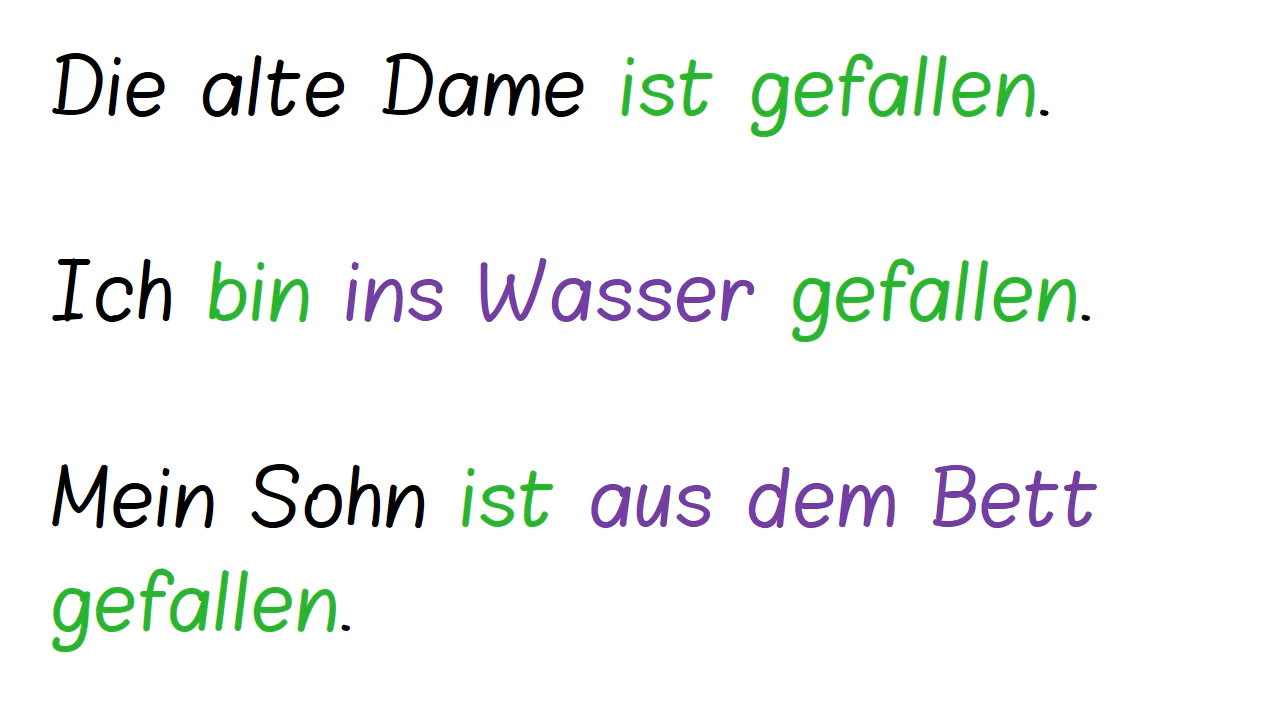 Die alte Dame ist gefallen.
Ich bin ins Wasser gefallen.
Mein Sohn ist aus dem Bett
gefallen.